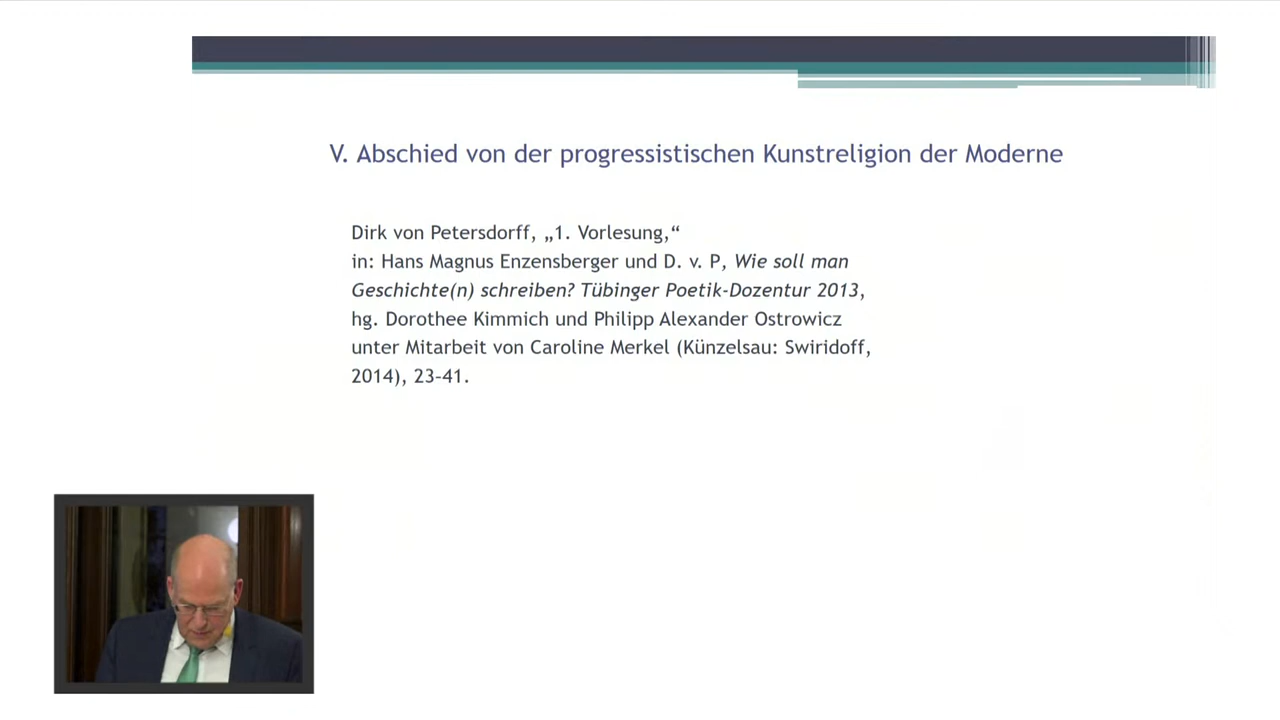 V. Abschied von der progressistischen Kunstreligion der Moderne
Dirk von Petersdorff, „1. Vorlesung,“
in: Hans Magnus Enzensberger und D. v. P, Wie soll man
Geschichte(n) schreiben? Tübinger Poetik-Dozentur 2013,
hg. Dorothee Kimmich und Philipp Alexander Ostrowicz
unter Mitarbeit von Caroline Merkel (Künzelsau: Swiridoff,
2014), 23-41.